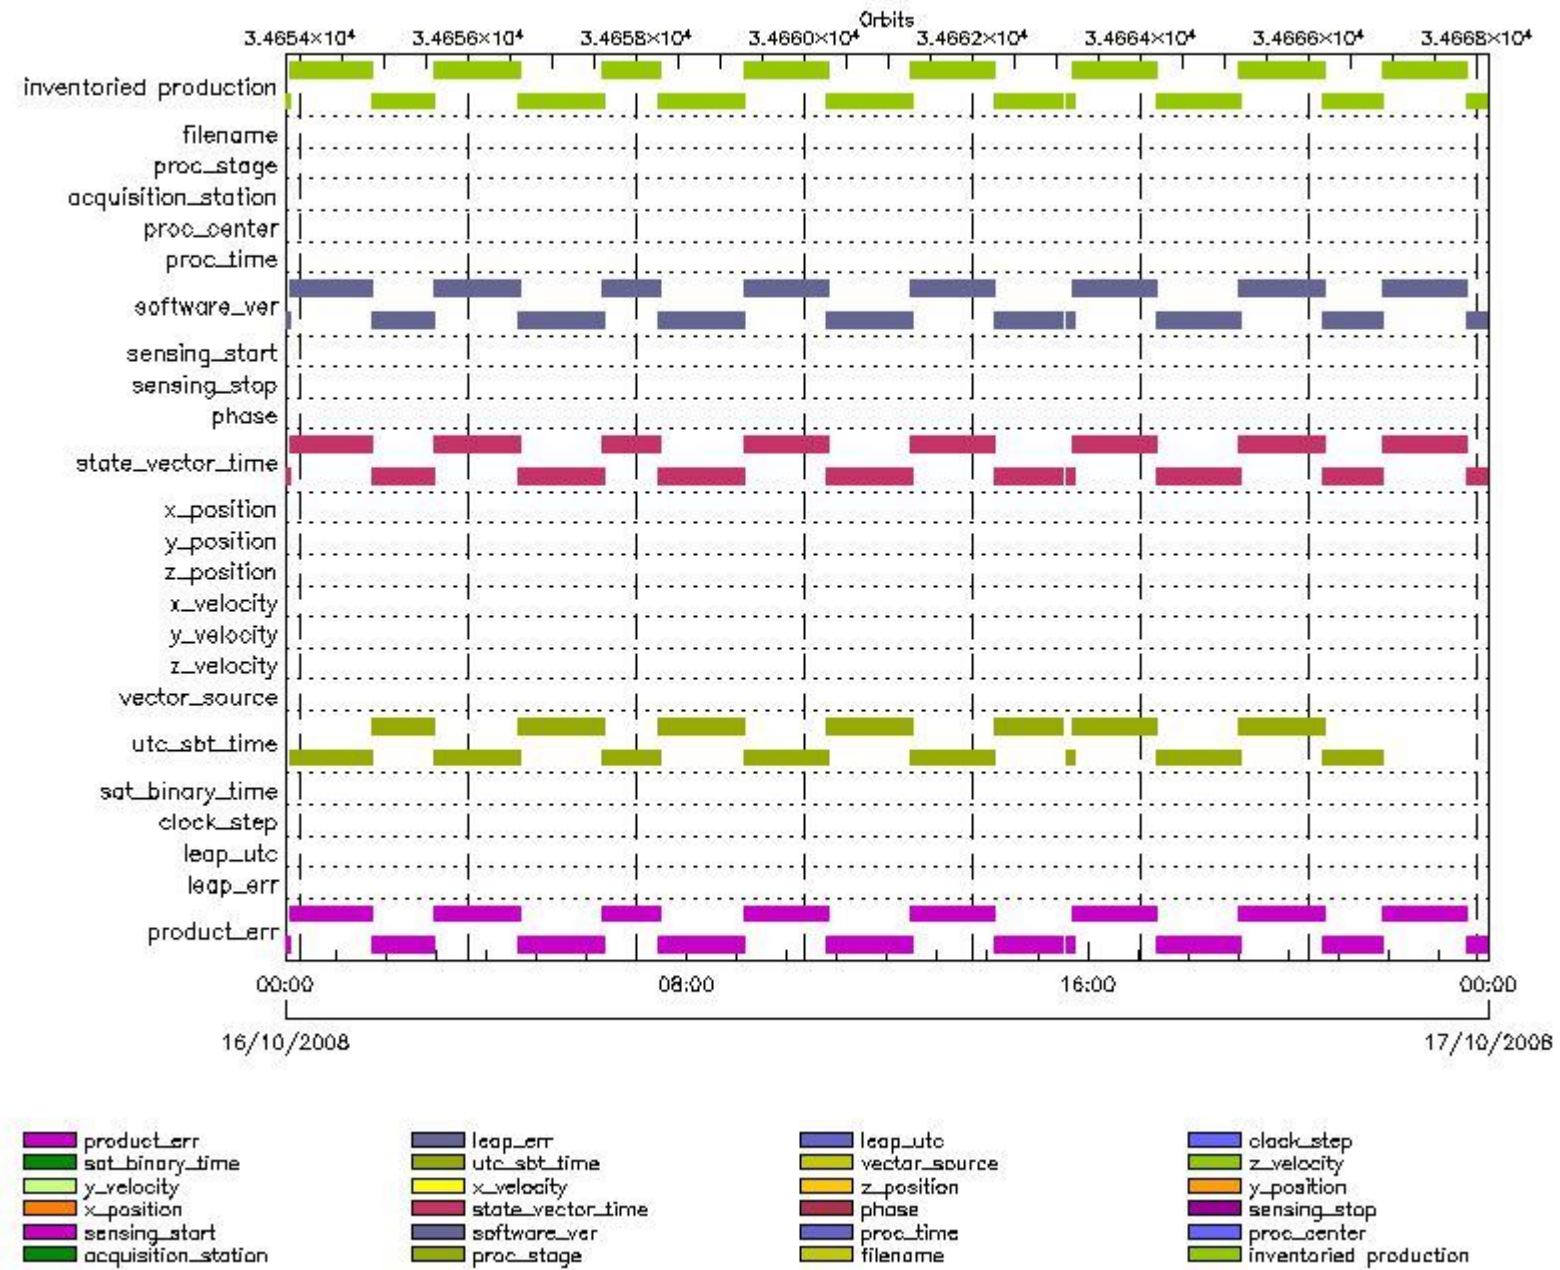 Orbits
3.4654×10⁴ 3.4656×10⁴ 3.4658×10⁴ 3.4660×10⁴ 3.4662×10⁴ 3.4664×10⁴ 3.4666×10⁴ 3.4668×10⁴
inventoried production
filename
proc_stage
acquisition_station
proc_center
proc_time
software_ver
sensing_start
sensing_stop
phase
state_vector_time
x_position
y_position
z_position
x_velocity
y_velocity
z_velocity
vector_source
utc_sbt_time
sat_binary_time
clock_step
leap_utc
leap_err
product_err
00:00 08:00 16:00 00:00
16/10/2008 17/10/2008
product_err leap_err leap_utc clock_step
sat_binary_time utc_sbt_time vector_source z_velocity
y_velocity x_velocity z_position y_position
x_position state_vector_time phase sensing_stop
sensing_start software_ver proc_time proc_center
acquisition_station proc_stage filename inventoried production